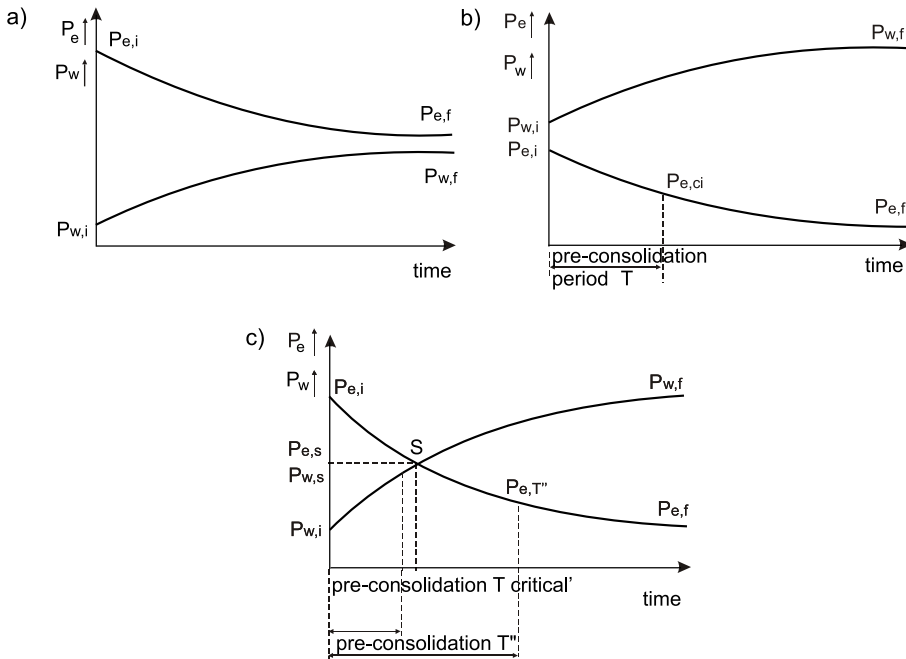 a)
Pe
Pe,i
Pw
Pe,f
Pw,f
Pw,i
time
b)
Pe
Pw,f
Pw
Pw,i
Pe,i
Pe,ci
Pe,f
pre-consolidation
period T
time
c)
Pe
Pw
Pe,i
Pw,f
Pe,s
S
Pw,s
Pe,T"
Pw,i
Pe,f
pre-consolidation T critical'
time
pre-consolidation T"